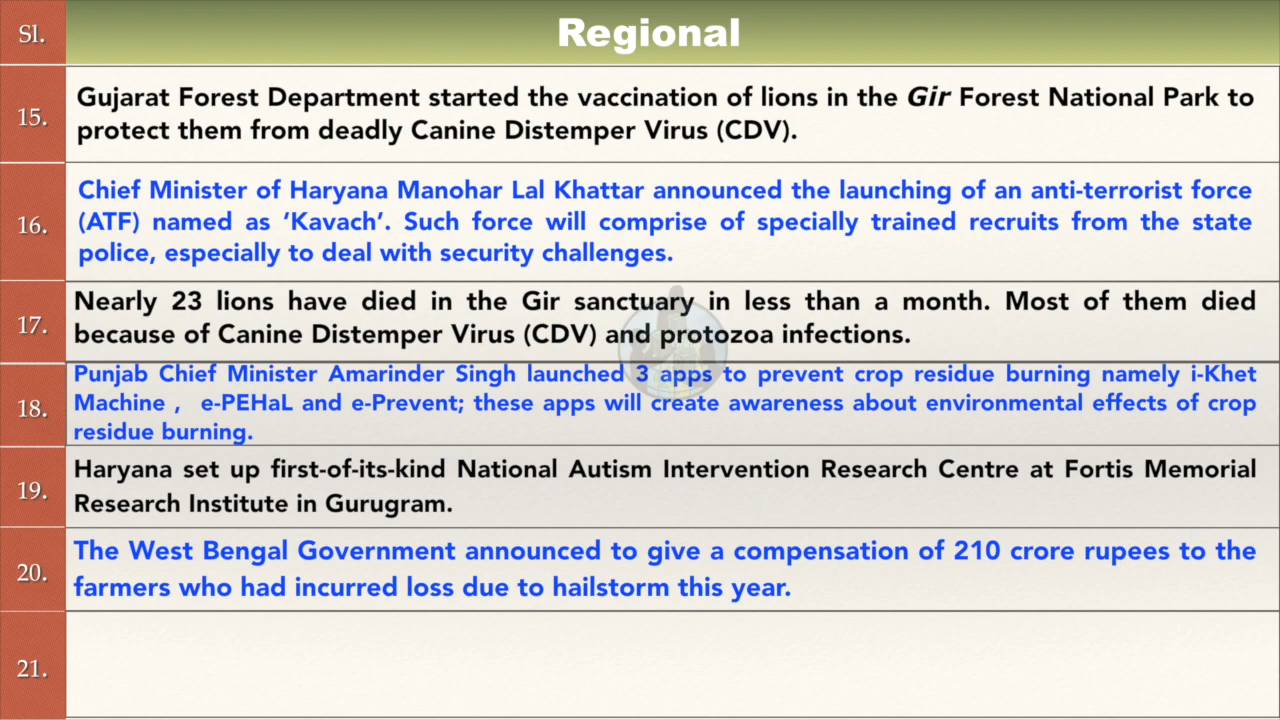 Sl.
Regional
15.
Gujarat Forest Department started the vaccination of lions in the Gir Forest National Park to
protect them from deadly Canine Distemper Virus (CDV).
16.
Chief Minister of Haryana Manohar Lal Khattar announced the launching of an anti-terrorist force
(ATF) named as ‘Kavach’. Such force will comprise of specially trained recruits from the state
police, especially to deal with security challenges.
17.
Nearly 23 lions have died in the Gir sanctuary in less than a month. Most of them died
because of Canine Distemper Virus (CDV) and protozoa infections.
18.
Punjab Chief Minister Amarinder Singh launched 3 apps to prevent crop residue burning namely i-Khet
Machine , e-PEHaL and e-Prevent; these apps will create awareness about environmental effects of crop
residue burning.
19.
Haryana set up first-of-its-kind National Autism Intervention Research Centre at Fortis Memorial
Research Institute in Gurugram.
20.
The West Bengal Government announced to give a compensation of 210 crore rupees to the
farmers who had incurred loss due to hailstorm this year.
21.